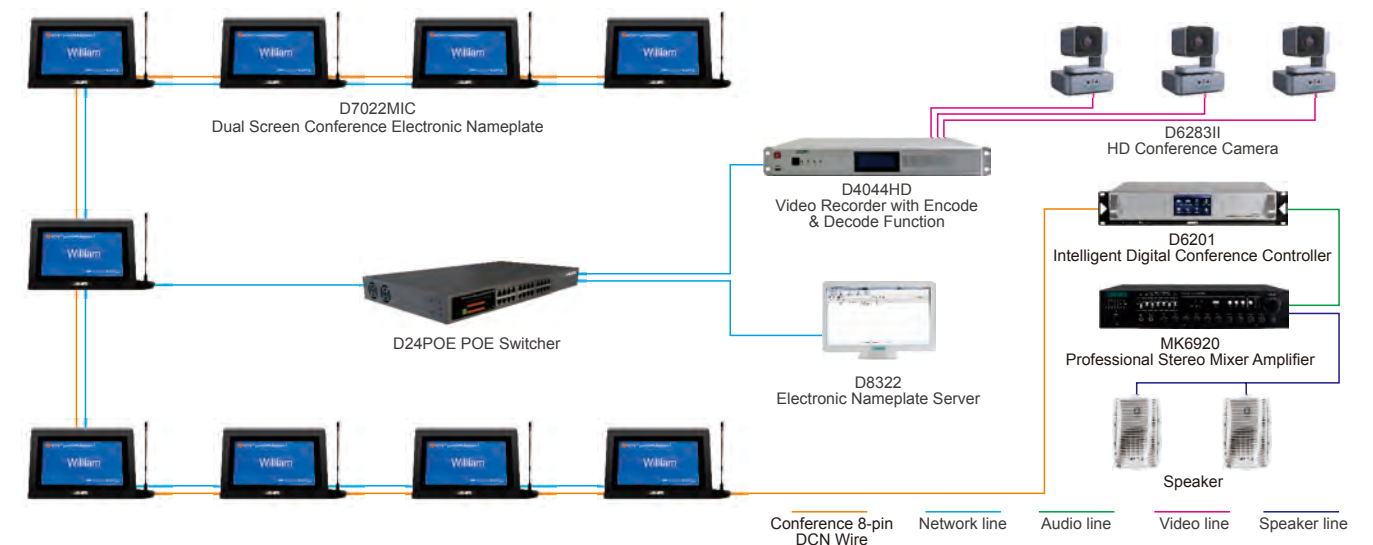 William
William
William
William
D7022MIC
Dual Screen Conference Electronic Nameplate
D6283II
HD Conference Camera
D4044HD
Video Recorder with Encode
& Decode Function
D6201
Intelligent Digital Conference Controller
William
D24POE POE Switcher
MK6920
Professional Stereo Mixer Amplifier
D8322
Electronic Nameplate Server
William
William
William
William
Speaker
Conference 8-pin
DCN Wire
Network line
Audio line
Video line
Speaker line